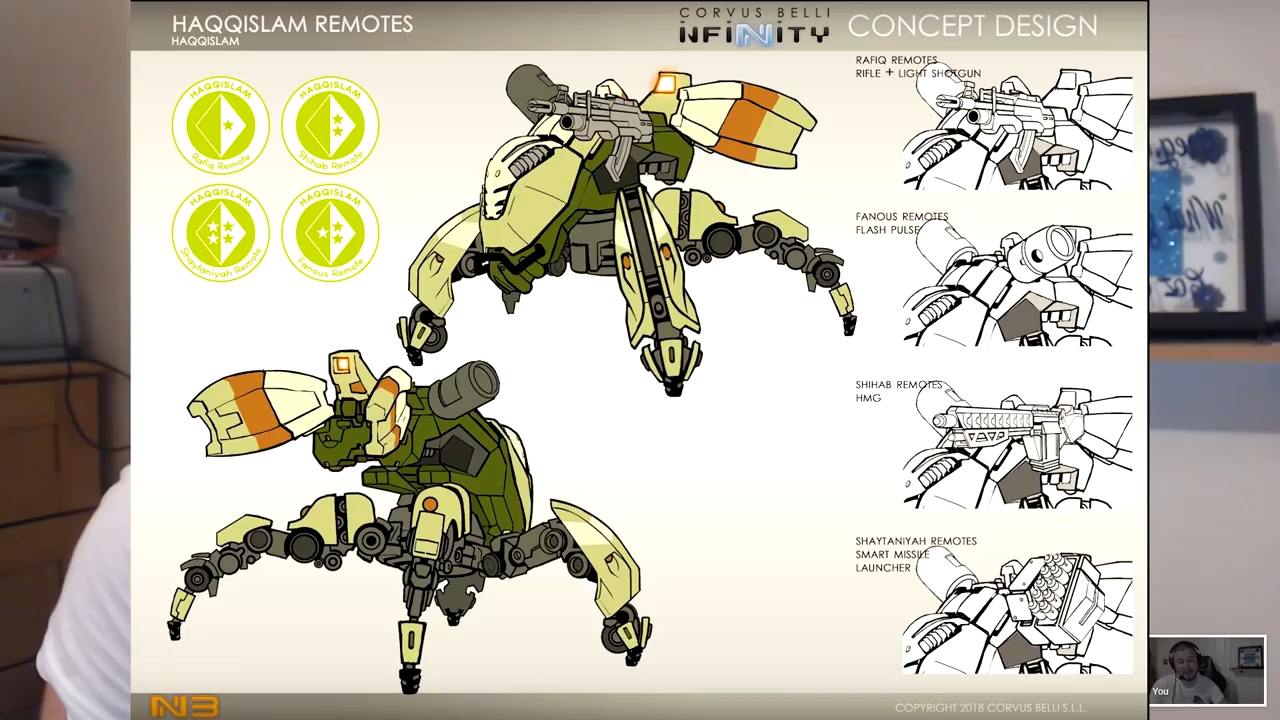 HAQQISLAM REMOTES
HAQQISLAM
CORVUS BELLI
INFINITY
CONCEPT DESIGN
HAQQISLAM
Rafiq Remote
HAQQISLAM
Shihab Remote
HAQQISLAM
Shaytaniyah Remote
HAQQISLAM
Fanous Remote
RAFIQ REMOTES
RIFLE + LIGHT SHOTGUN
FANOUS REMOTES
FLASH PULSE
SHIHAB REMOTES
HMG
SHAYTANIYAH REMOTES
SMART MISSILE
LAUNCHER
N3
COPYRIGHT 2018 CORVUS BELLI S.L.L.
You